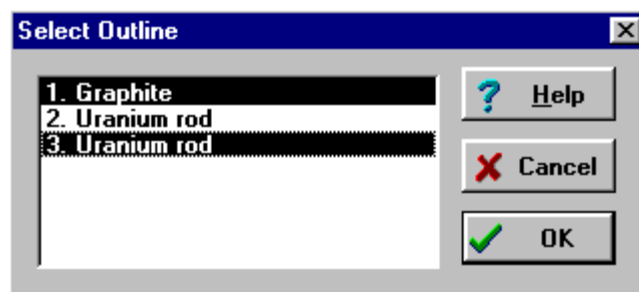 Select Outline
1. Graphite
2. Uranium rod
3. Uranium rod
Help
Cancel
OK